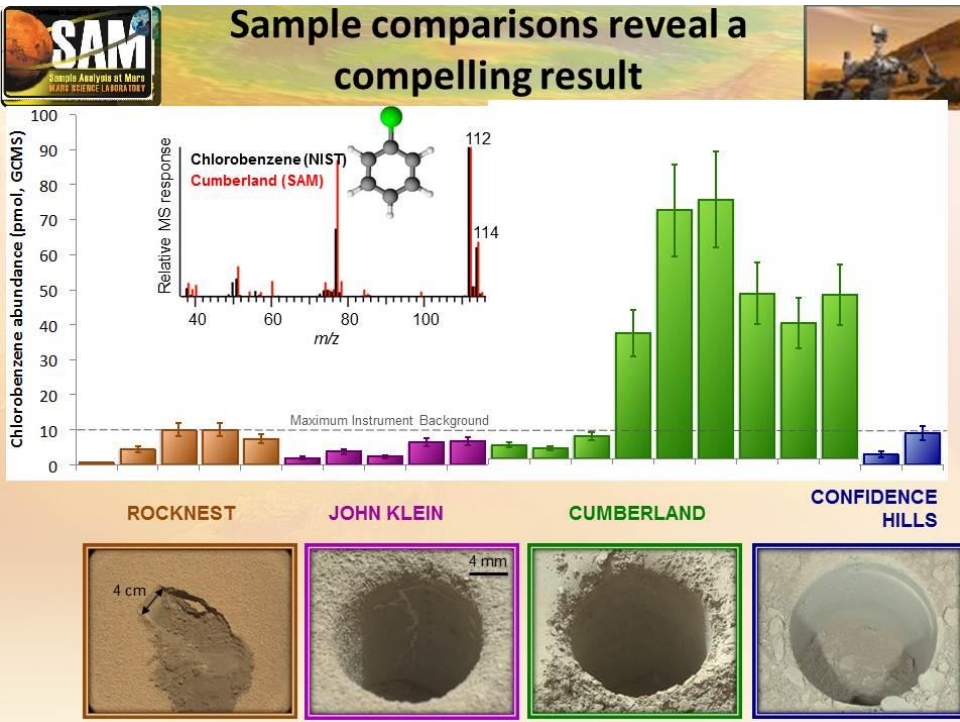 SAM
Sample Analysis at Mars
MARS SCIENCE LABORATORY
Sample comparisons reveal a
compelling result
Chlorobenzene abundance (pmol, GCMS)
100
90
80
70
60
50
40
30
20
10
0
Relative MS response
Chlorobenzene (NIST)
Cumberland (SAM)
112
114
40
60
80
100
m/z
Maximum Instrument Background
ROCKNEST
JOHN KLEIN
CUMBERLAND
CONFIDENCE
HILLS
4 cm
4 mm